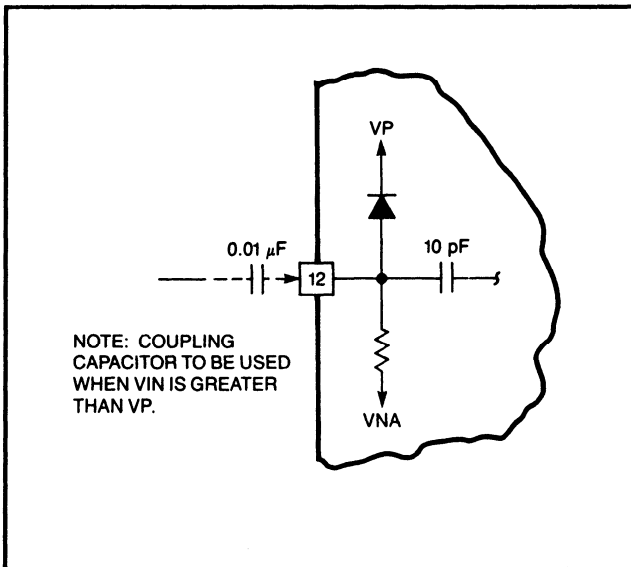 VP
0.01 μF
10 pF
12
NOTE: COUPLING
CAPACITOR TO BE USED
WHEN VIN IS GREATER
THAN VP.
VNA